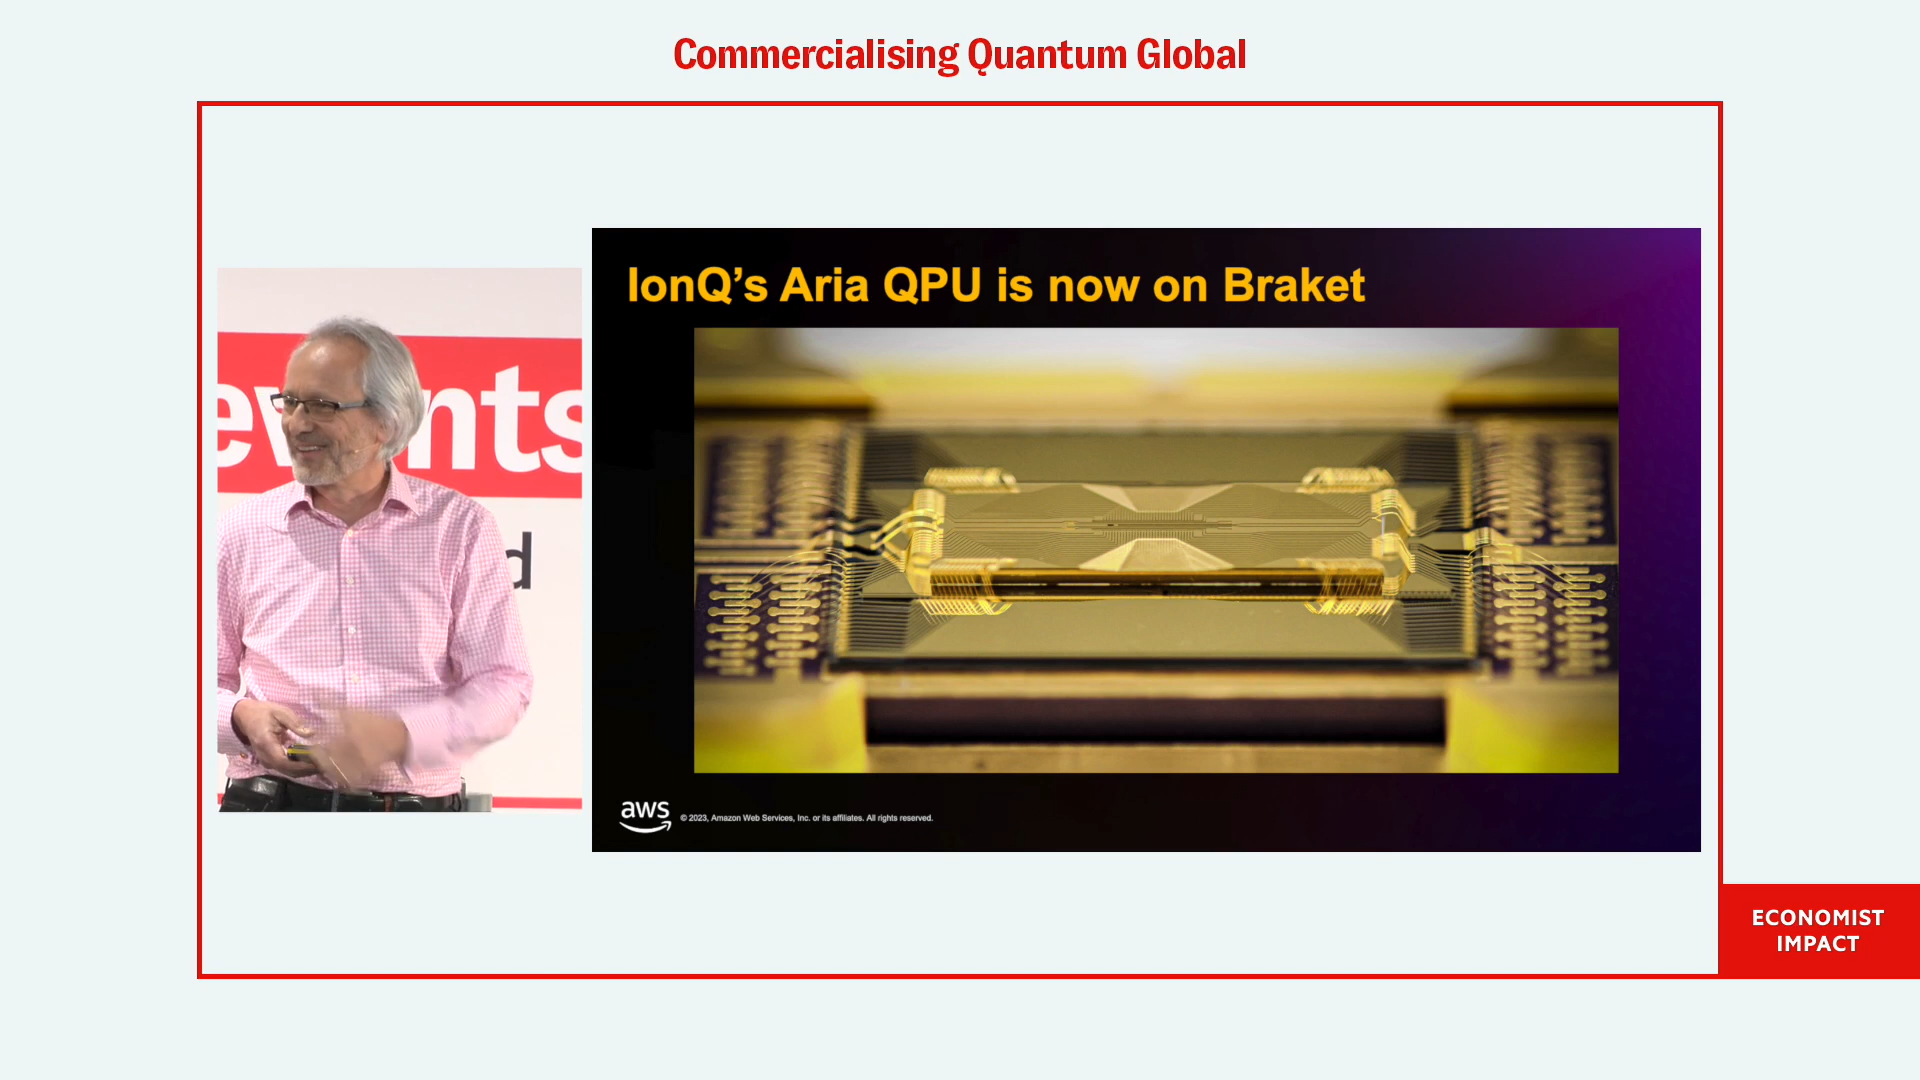 Commercialising Quantum Global
events
d
IonQ's Aria QPU is now on Braket
aws
© 2023, Amazon Web Services, Inc. or its affiliates. All rights reserved.
ECONOMIST
IMPACT